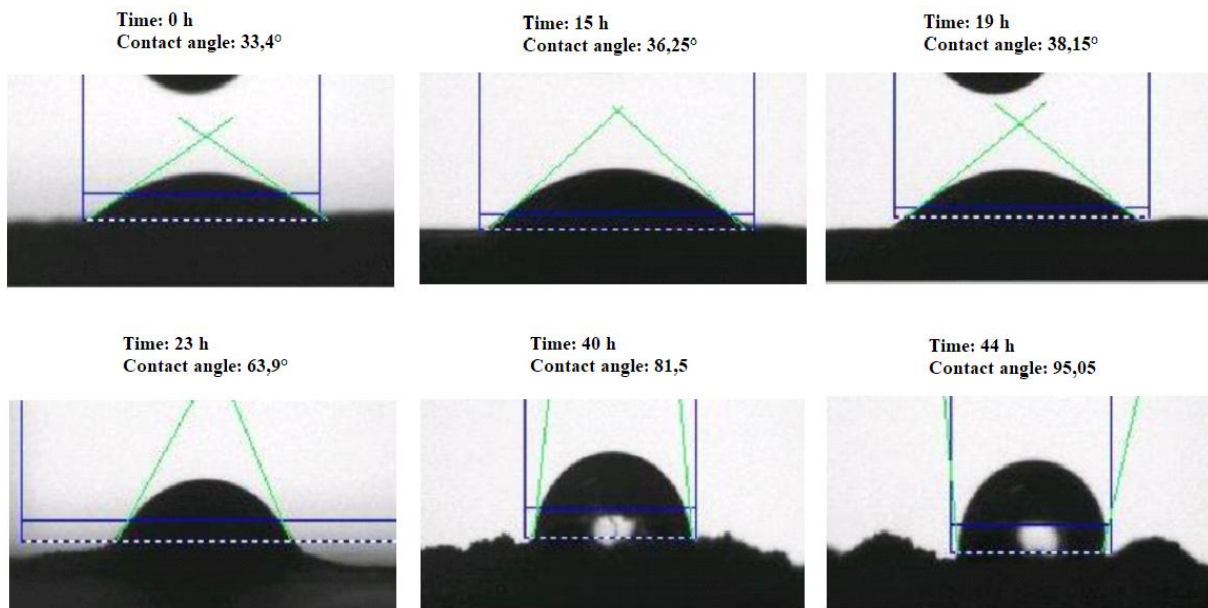 Time: 0 h
Contact angle: 33,4°
Time: 15 h
Contact angle: 36,25°
Time: 19 h
Contact angle: 38,15°
Time: 23 h
Contact angle: 63,9°
Time: 40 h
Contact angle: 81,5
Time: 44 h
Contact angle: 95,05